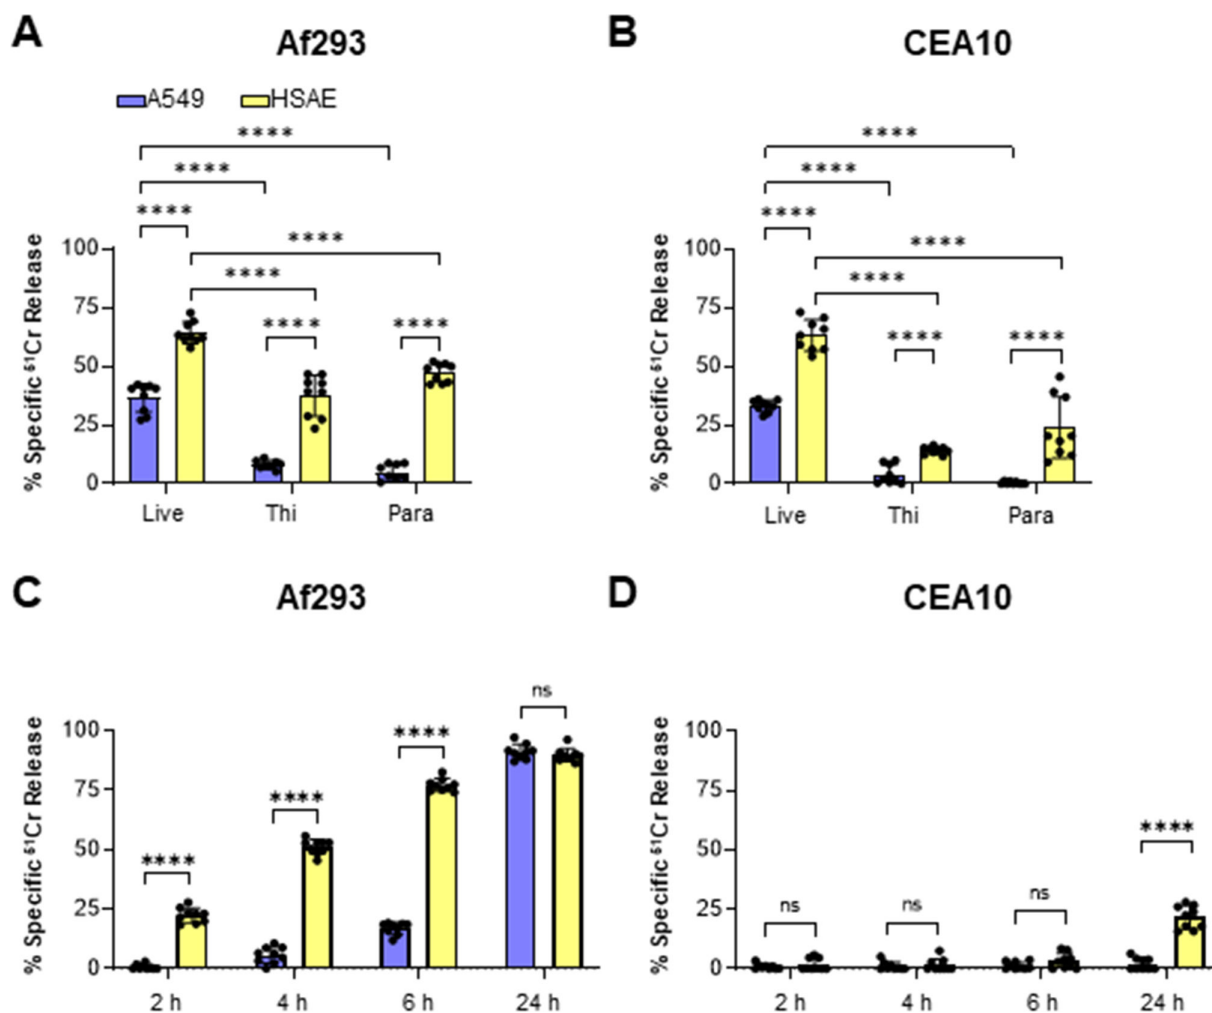 A
Af293
A549 HSAE
****
****
****
****
****
**** ****
% Specific ⁵¹Cr Release
100
75
50
25
0
Live Thi Para
B
CEA10
****
****
****
****
****
**** ****
% Specific ⁵¹Cr Release
100
75
50
25
0
Live Thi Para
C
Af293
ns
****
****
****
% Specific ⁵¹Cr Release
100
75
50
25
0
2 h 4 h 6 h 24 h
D
CEA10
****
ns ns ns
% Specific ⁵¹Cr Release
100
75
50
25
0
2 h 4 h 6 h 24 h